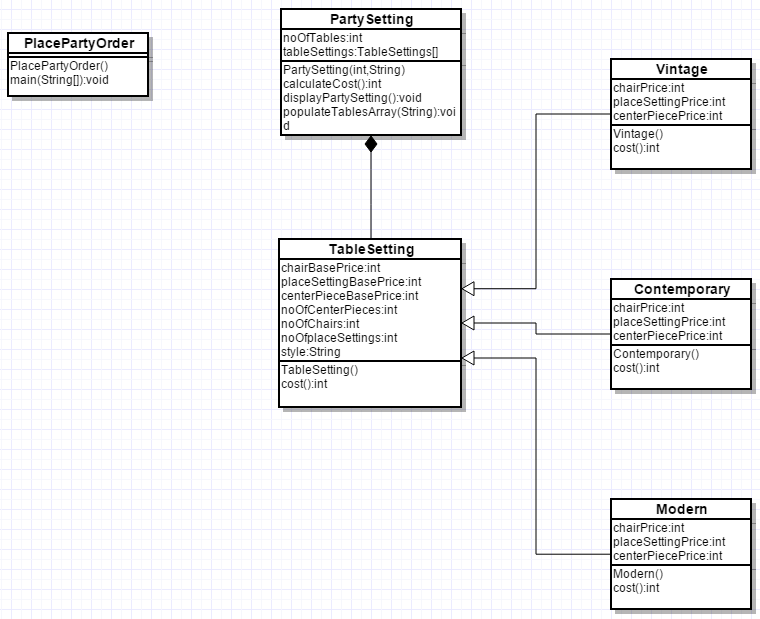 PlacePartyOrder
PlacePartyOrder()
main(String[]):void
PartySetting
noOfTables:int
tableSettings:TableSettings[]
PartySetting(int,String)
calculateCost():int
displayPartySetting():void
populateTablesArray(String):voi
d
TableSetting
chairBasePrice:int
placeSettingBasePrice:int
centerPieceBasePrice:int
noOfCenterPieces:int
noOfChairs:int
noOfplaceSettings:int
style:String
TableSetting()
cost():int
Vintage
chairPrice:int
placeSettingPrice:int
centerPiecePrice:int
Vintage()
cost():int
Contemporary
chairPrice:int
placeSettingPrice:int
centerPiecePrice:int
Contemporary()
cost():int
Modern
chairPrice:int
placeSettingPrice:int
centerPiecePrice:int
Modern()
cost():int